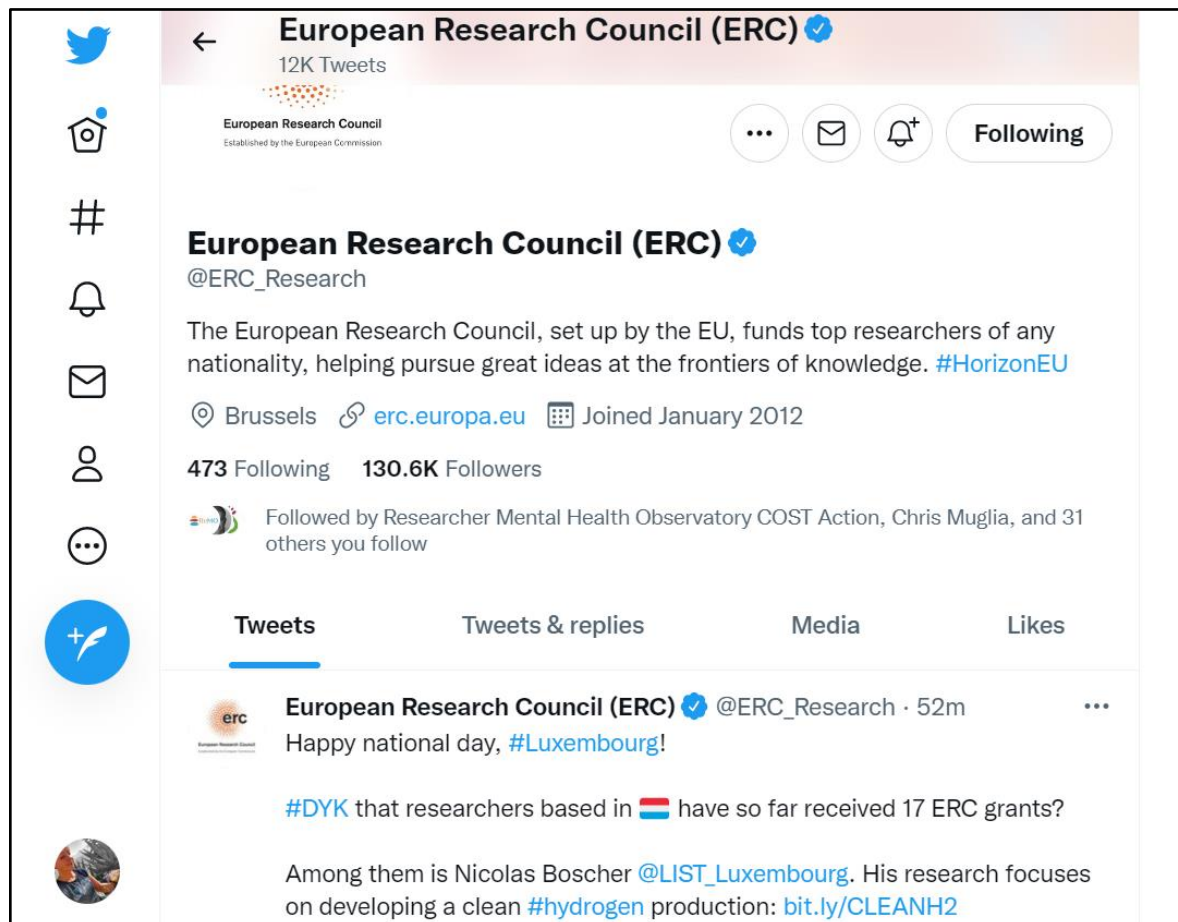 European Research Council (ERC)
12K Tweets
European Research Council
Established by the European Commission
Following
European Research Council (ERC)
@ERC_Research
The European Research Council, set up by the EU, funds top researchers of any
nationality, helping pursue great ideas at the frontiers of knowledge. #HorizonEU
Brussels erc.europa.eu Joined January 2012
473 Following 130.6K Followers
Followed by Researcher Mental Health Observatory COST Action, Chris Muglia, and 31
others you follow
Tweets Tweets & replies Media Likes
erc
European Research Council
European Research Council (ERC) @ERC_Research · 52m
Happy national day, #Luxembourg!
#DYK that researchers based in have so far received 17 ERC grants?
Among them is Nicolas Boscher @LIST_Luxembourg. His research focuses
on developing a clean #hydrogen production: bit.ly/CLEANH2